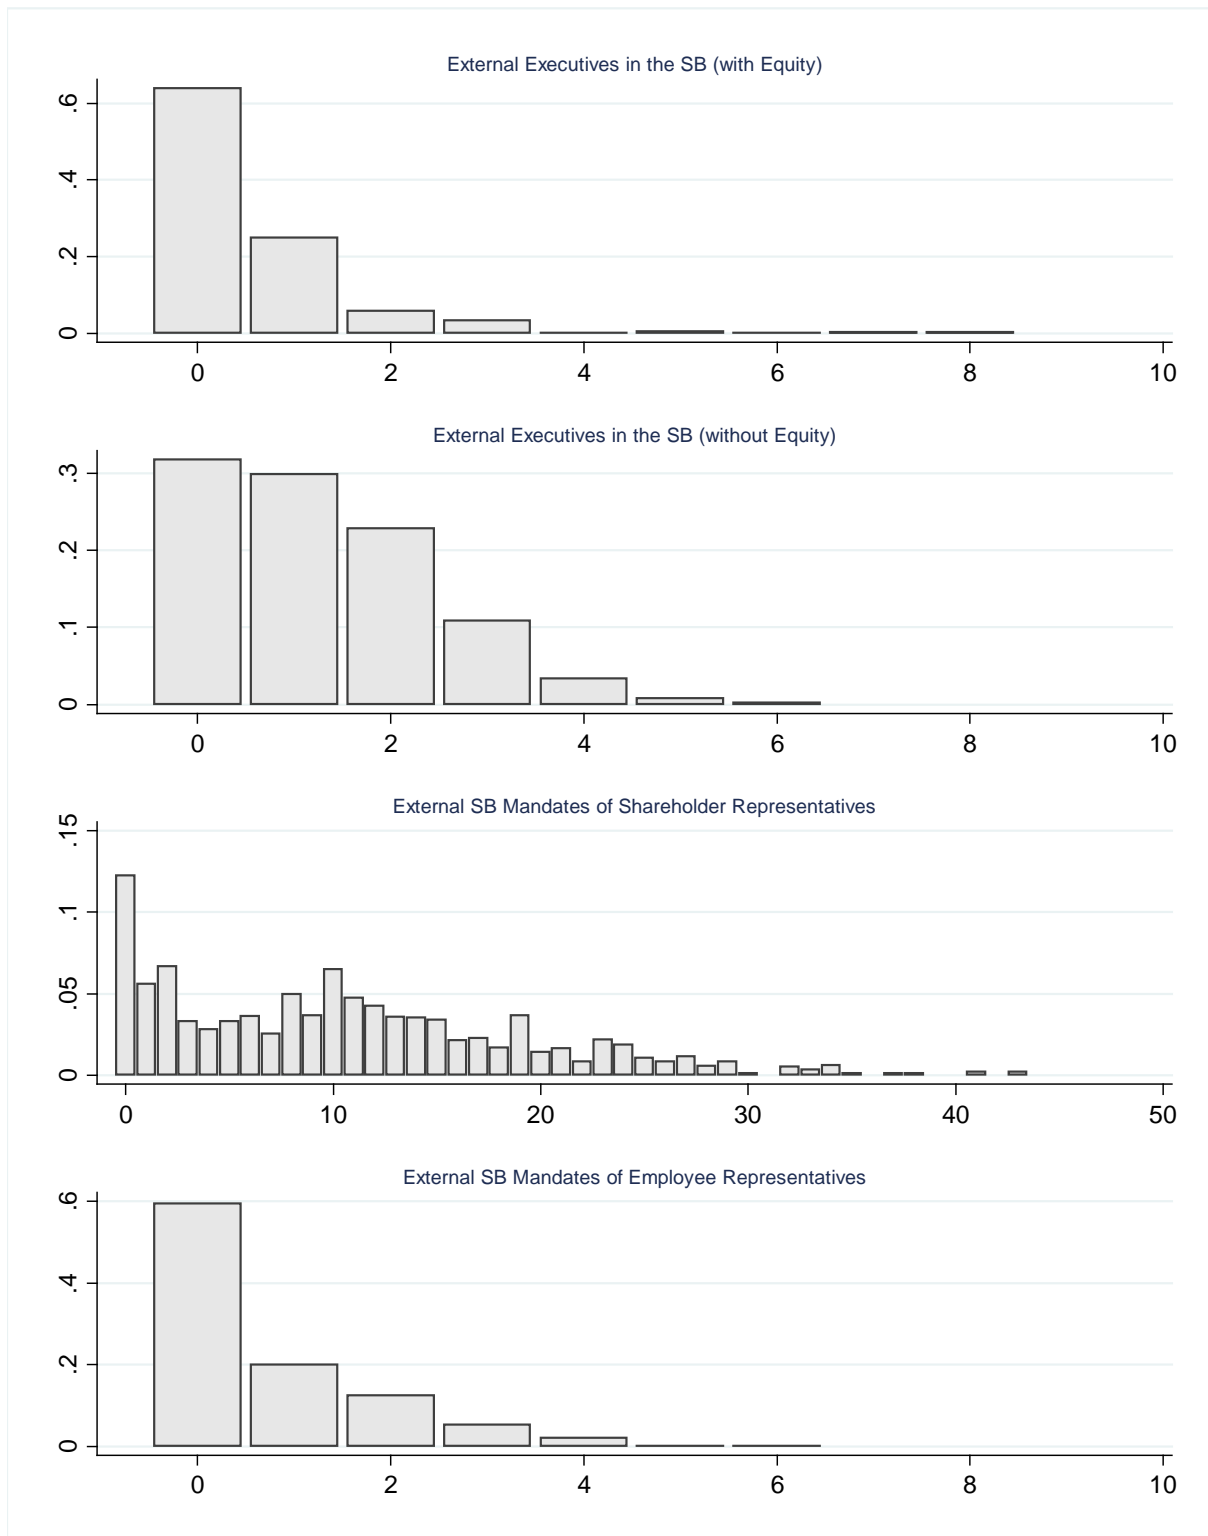 External Executives in the SB (with Equity)
.6
.4
.2
0
0 2 4 6 8 10
External Executives in the SB (without Equity)
.3
.2
.1
0
0 2 4 6 8 10
External SB Mandates of Shareholder Representatives
.15
.1
.05
0
0 10 20 30 40 50
External SB Mandates of Employee Representatives
.6
.4
.2
0
0 2 4 6 8 10